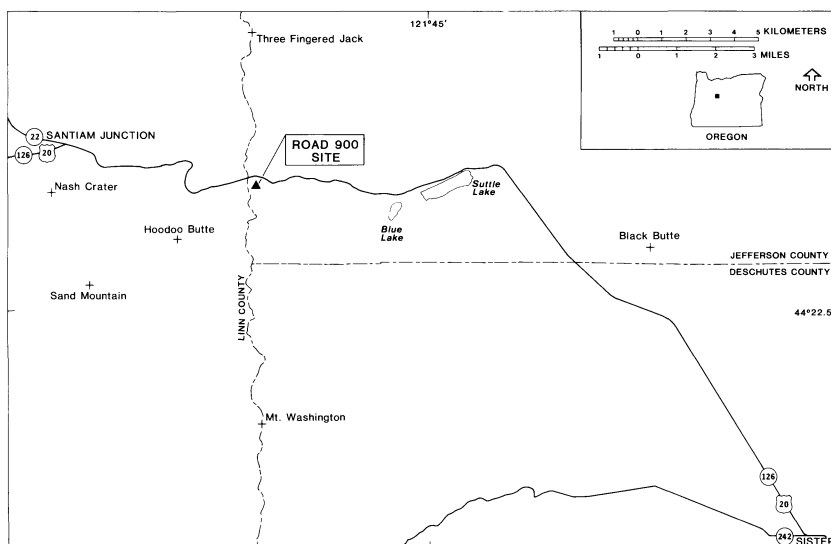 121°45'
Three Fingered Jack
1 0 1 2 3 4 5 KILOMETERS
1 0 1 2 3 MILES
NORTH
OREGON
22 SANTIAM JUNCTION
126 20
ROAD 900
SITE
Nash Crater
Suttle
Lake
Blue
Lake
Hoodoo Butte
Black Butte
JEFFERSON COUNTY
DESCHUTES COUNTY
Sand Mountain
LINN COUNTY
44°22.5
Mt. Washington
126
20
242
SISTER